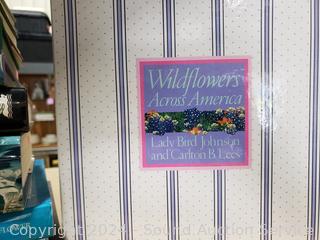 Wildflowers
Across America
Lady Bird Johnson
and Carlton B. Lees
Copyright 2024 Sound Auction Service